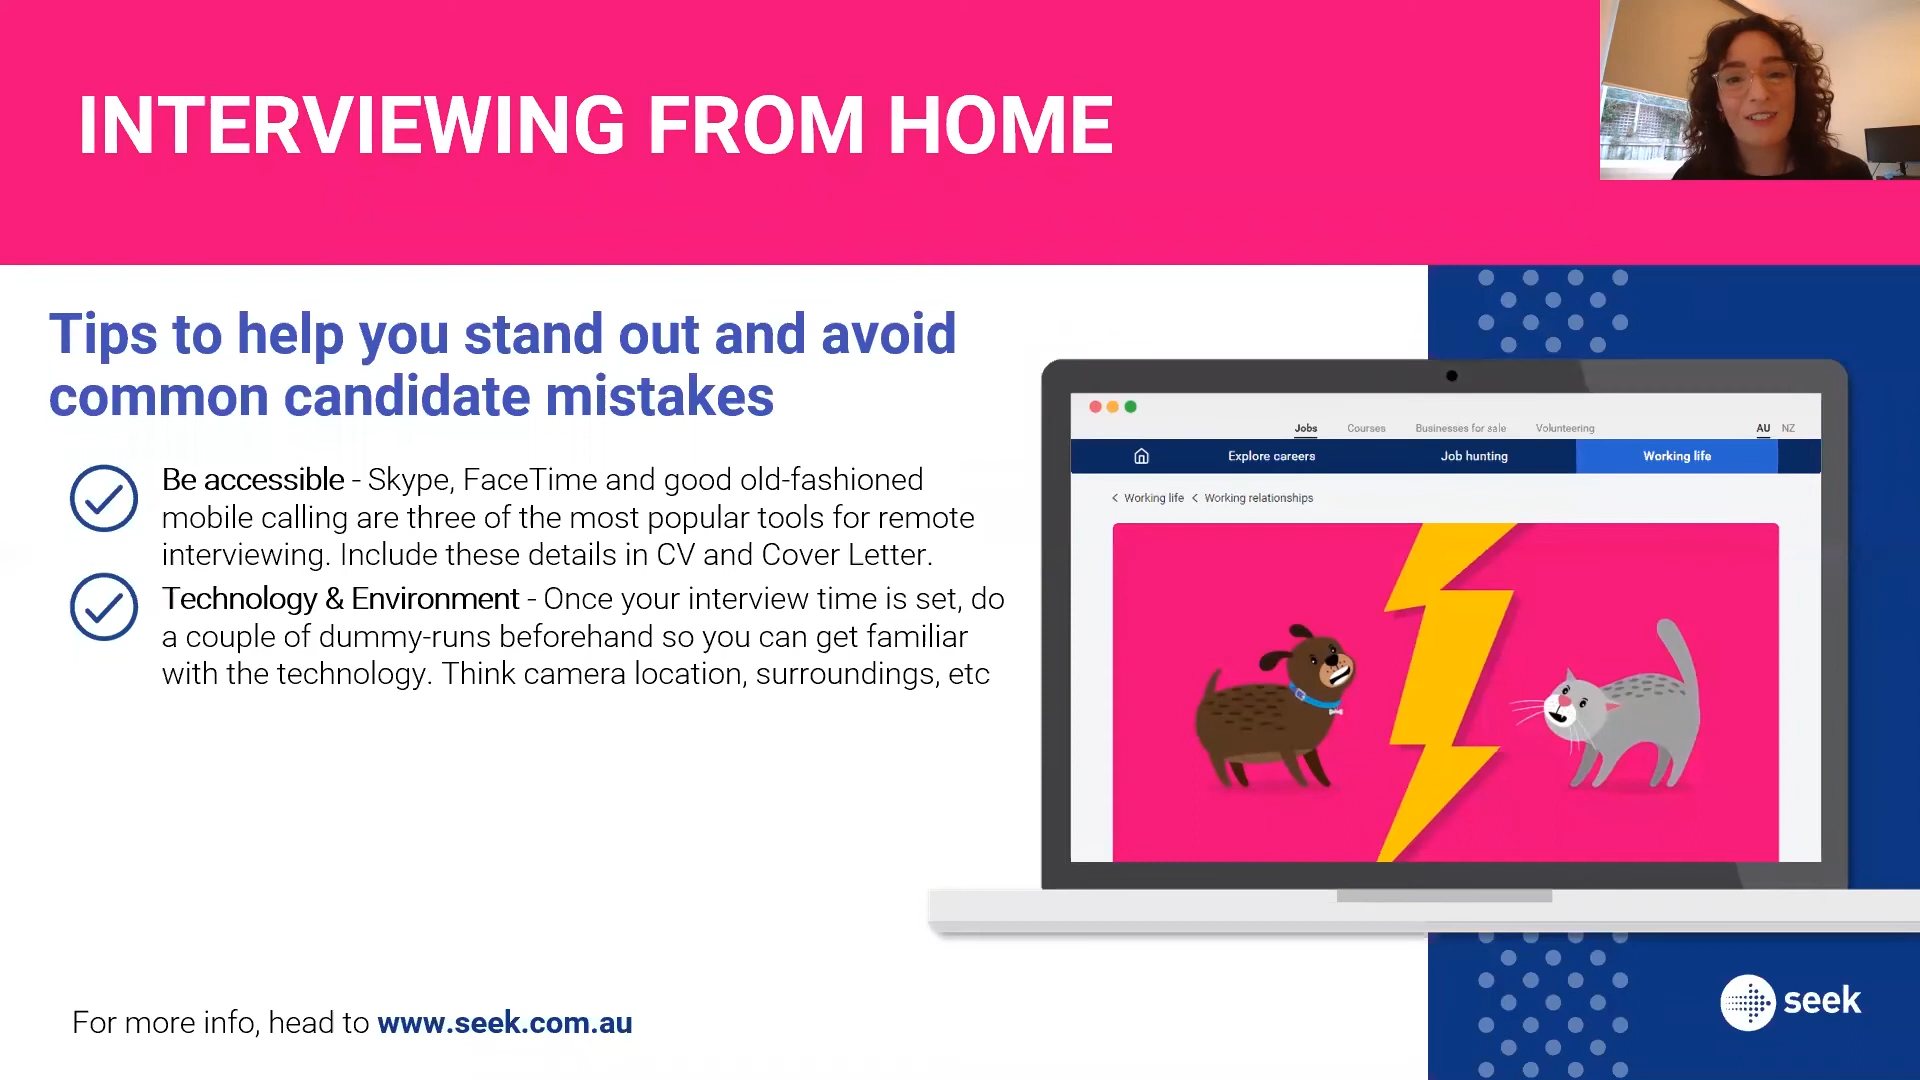 INTERVIEWING FROM HOME
Tips to help you stand out and avoid
common candidate mistakes
Be accessible - Skype, FaceTime and good old-fashioned
mobile calling are three of the most popular tools for remote
interviewing. Include these details in CV and Cover Letter.
Technology & Environment - Once your interview time is set, do
a couple of dummy-runs beforehand so you can get familiar
with the technology. Think camera location, surroundings, etc
Jobs Courses Businesses for sale Volunteering AU NZ
Explore careers Job hunting Working life
< Working life < Working relationships
For more info, head to www.seek.com.au
seek